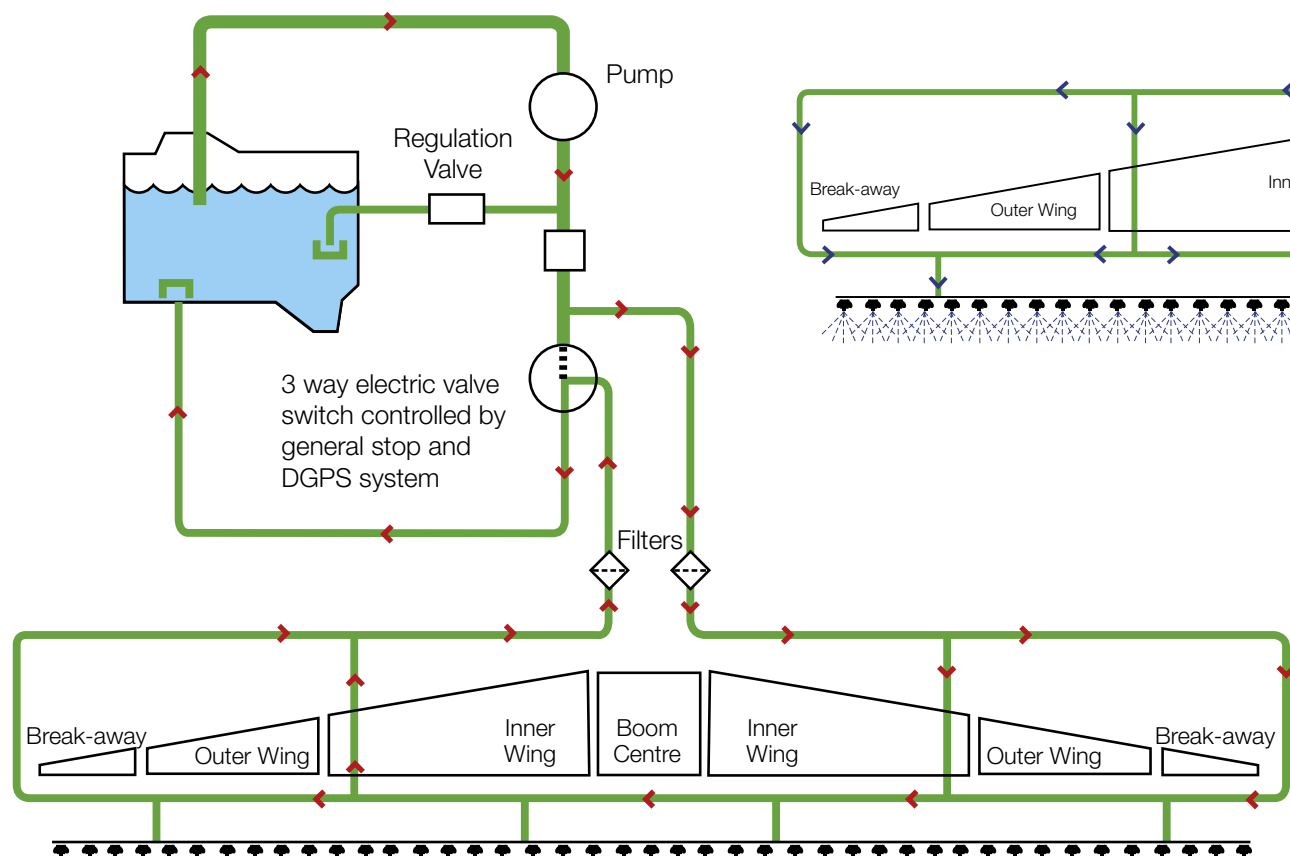 Pump
Regulation
Valve
Break-away
Outer Wing
Inn
3 way electric valve
switch controlled by
general stop and
DGPS system
Filters
Break-away
Outer Wing
Inner
Wing
Boom
Centre
Inner
Wing
Outer Wing
Break-away